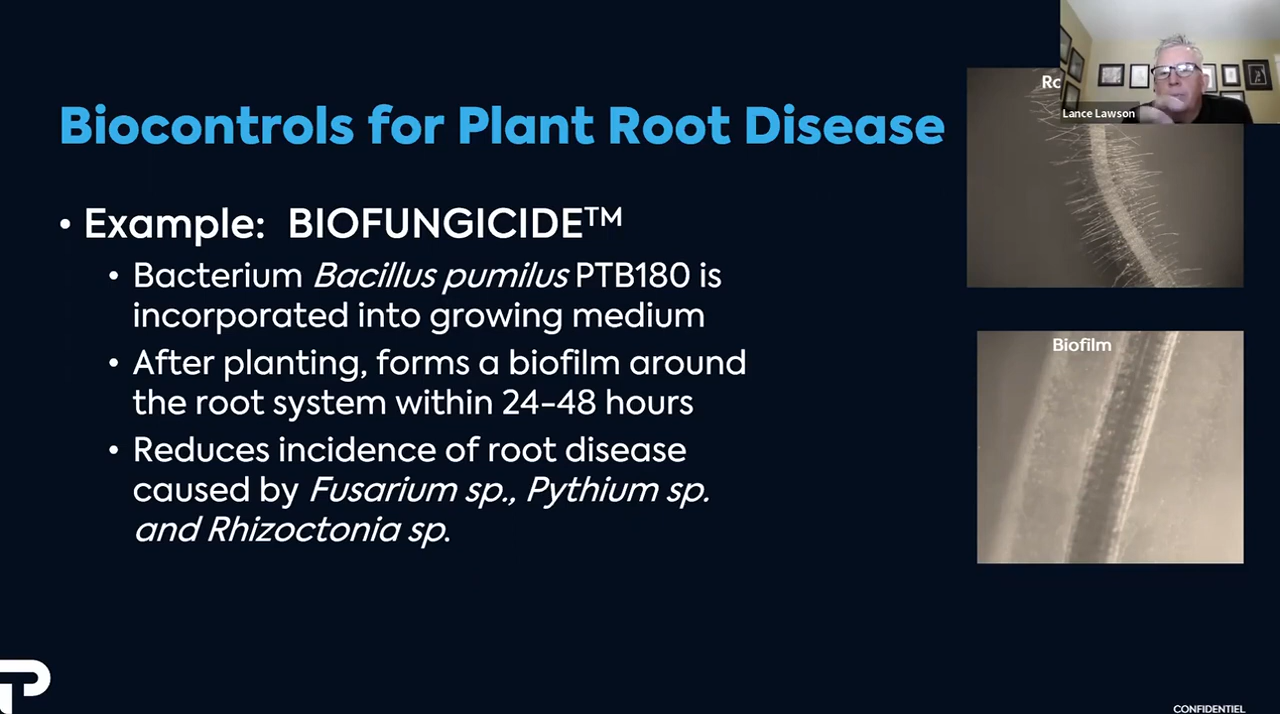 Biocontrols for Plant Root Disease
• Example: BIOFUNGICIDE™
• Bacterium Bacillus pumilus PTB180 is
incorporated into growing medium
• After planting, forms a biofilm around
the root system within 24-48 hours
• Reduces incidence of root disease
caused by Fusarium sp., Pythium sp.
and Rhizoctonia sp.
Lance Lawson
Biofilm
CONFIDENTIEL